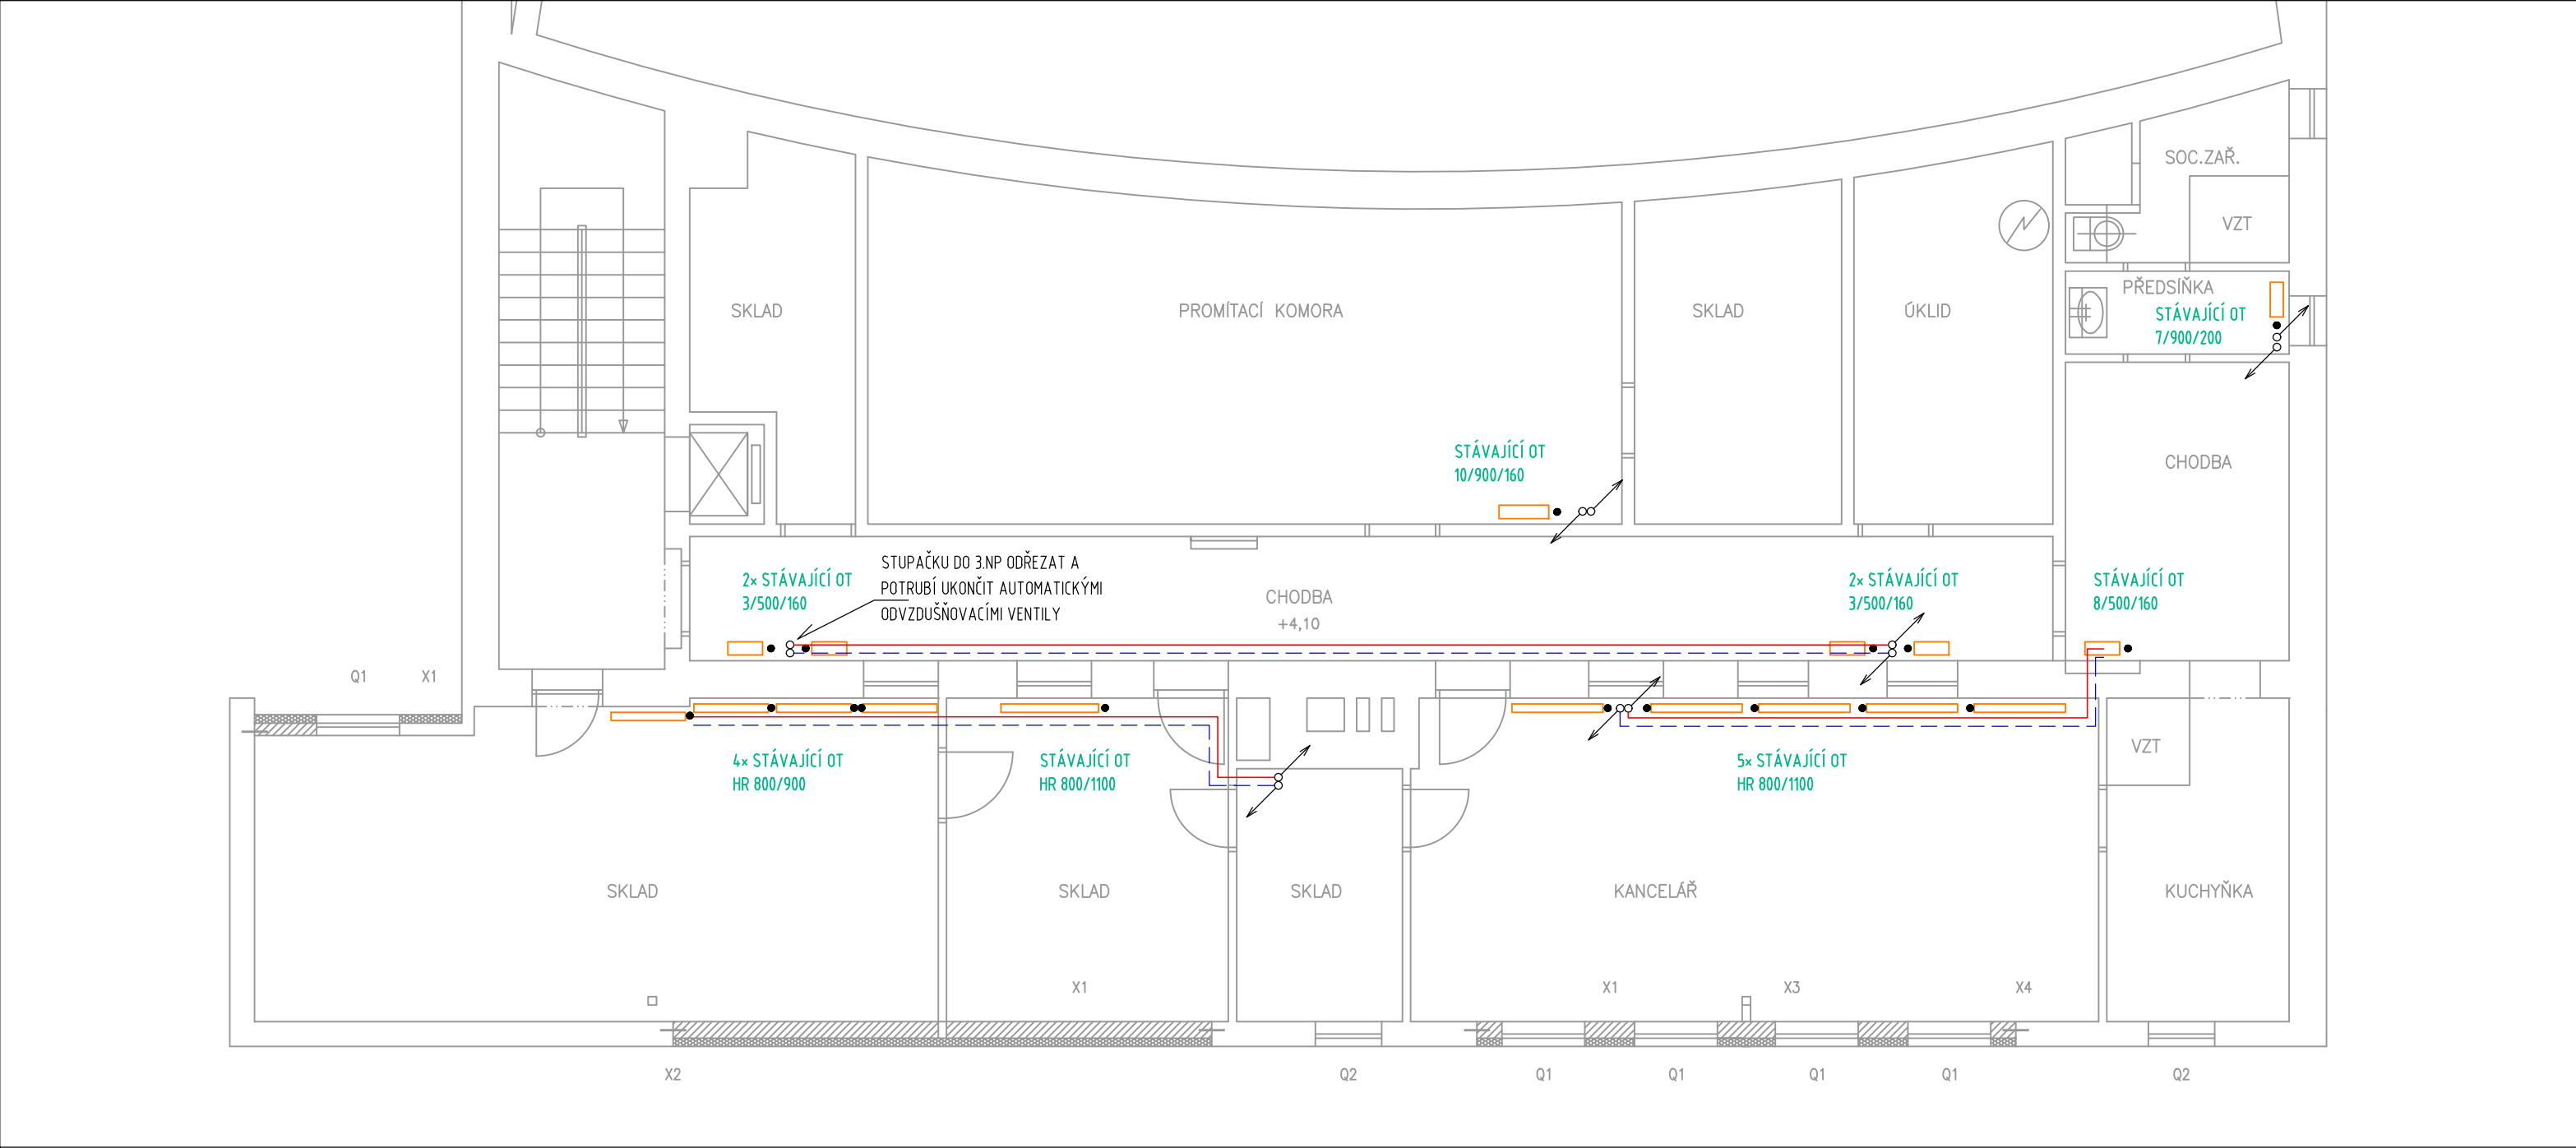 SOC.ZAŘ.
VZT
PŘEDSÍŇKA
STÁVAJÍCÍ OT
7/900/200
SKLAD
PROMÍTACÍ KOMORA
SKLAD
ÚKLID
STÁVAJÍCÍ OT
10/900/160
CHODBA
2x STÁVAJÍCÍ OT
3/500/160
STUPAČKU DO 3.NP ODŘEZAT A
POTRUBÍ UKONČIT AUTOMATICKÝMI
ODVZDUŠŇOVACÍMI VENTILY
CHODBA
+4,10
2x STÁVAJÍCÍ OT
3/500/160
STÁVAJÍCÍ OT
8/500/160
Q1
X1
4x STÁVAJÍCÍ OT
HR 800/900
STÁVAJÍCÍ OT
HR 800/1100
5x STÁVAJÍCÍ OT
HR 800/1100
VZT
SKLAD
SKLAD
SKLAD
KANCELÁŘ
KUCHYŇKA
X1
X1
X3
X4
X2
Q2
Q1
Q1
Q1
Q1
Q2